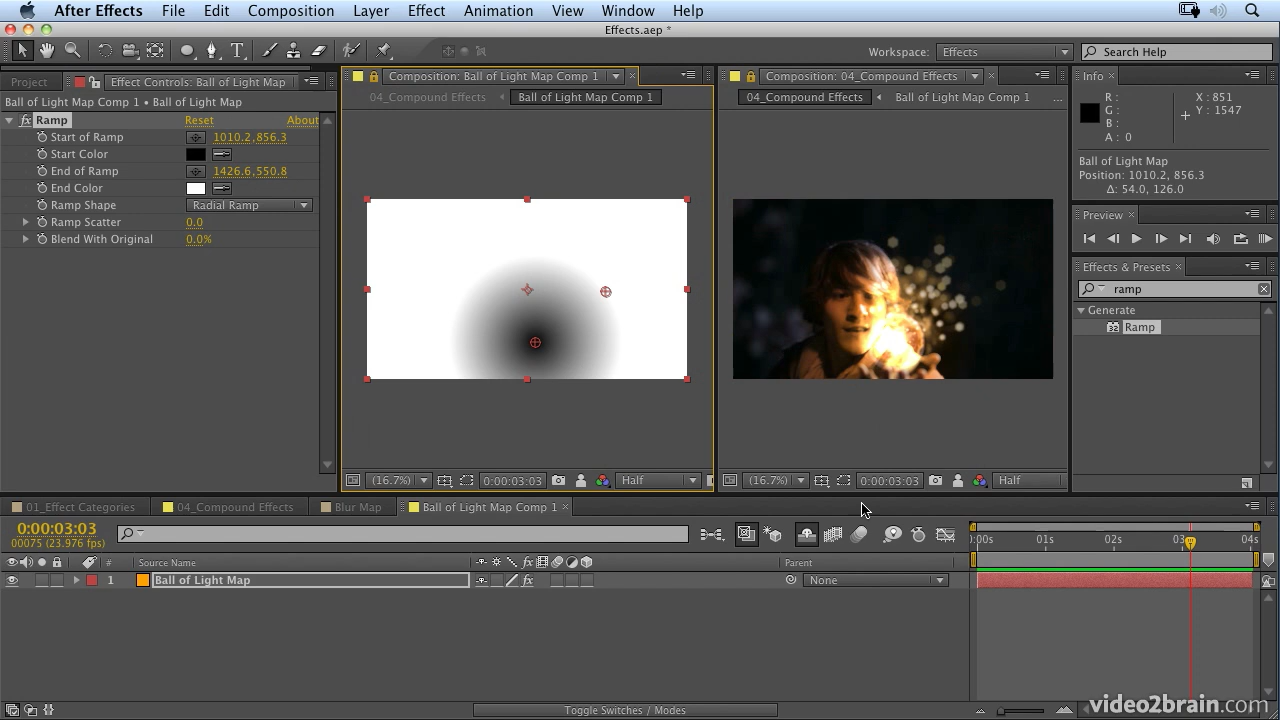 After Effects File Edit Composition Layer Effect Animation View Window Help
Effects.aep *
Workspace: Effects Search Help
Project Effect Controls: Ball of Light Map
Ball of Light Map Comp 1 • Ball of Light Map
fx Ramp Reset About
Start of Ramp 1010.2,856.3
Start Color
End of Ramp 1426.6,550.8
End Color
Ramp Shape Radial Ramp
Ramp Scatter 0.0
Blend With Original 0.0%
Composition: Ball of Light Map Comp 1
04_Compound Effects Ball of Light Map Comp 1
(16.7%) 0:00:03:03 Half
Composition: 04_Compound Effects
04_Compound Effects Ball of Light Map Comp 1 ...
(16.7%) 0:00:03:03 Half
Info
R: X: 851
G: Y: 1547
B:
A: 0
Ball of Light Map
Position: 1010.2, 856.3
Δ: 54.0, 126.0
Preview
Effects & Presets
ramp
Generate
Ramp
01_Effect Categories 04_Compound Effects Blur Map Ball of Light Map Comp 1
0:00:03:03
00075 (23.976 fps)
:00s 01s 02s 03s 04s
# Source Name fx Parent
1 Ball of Light Map fx None
Toggle Switches / Modes
video2brain.com